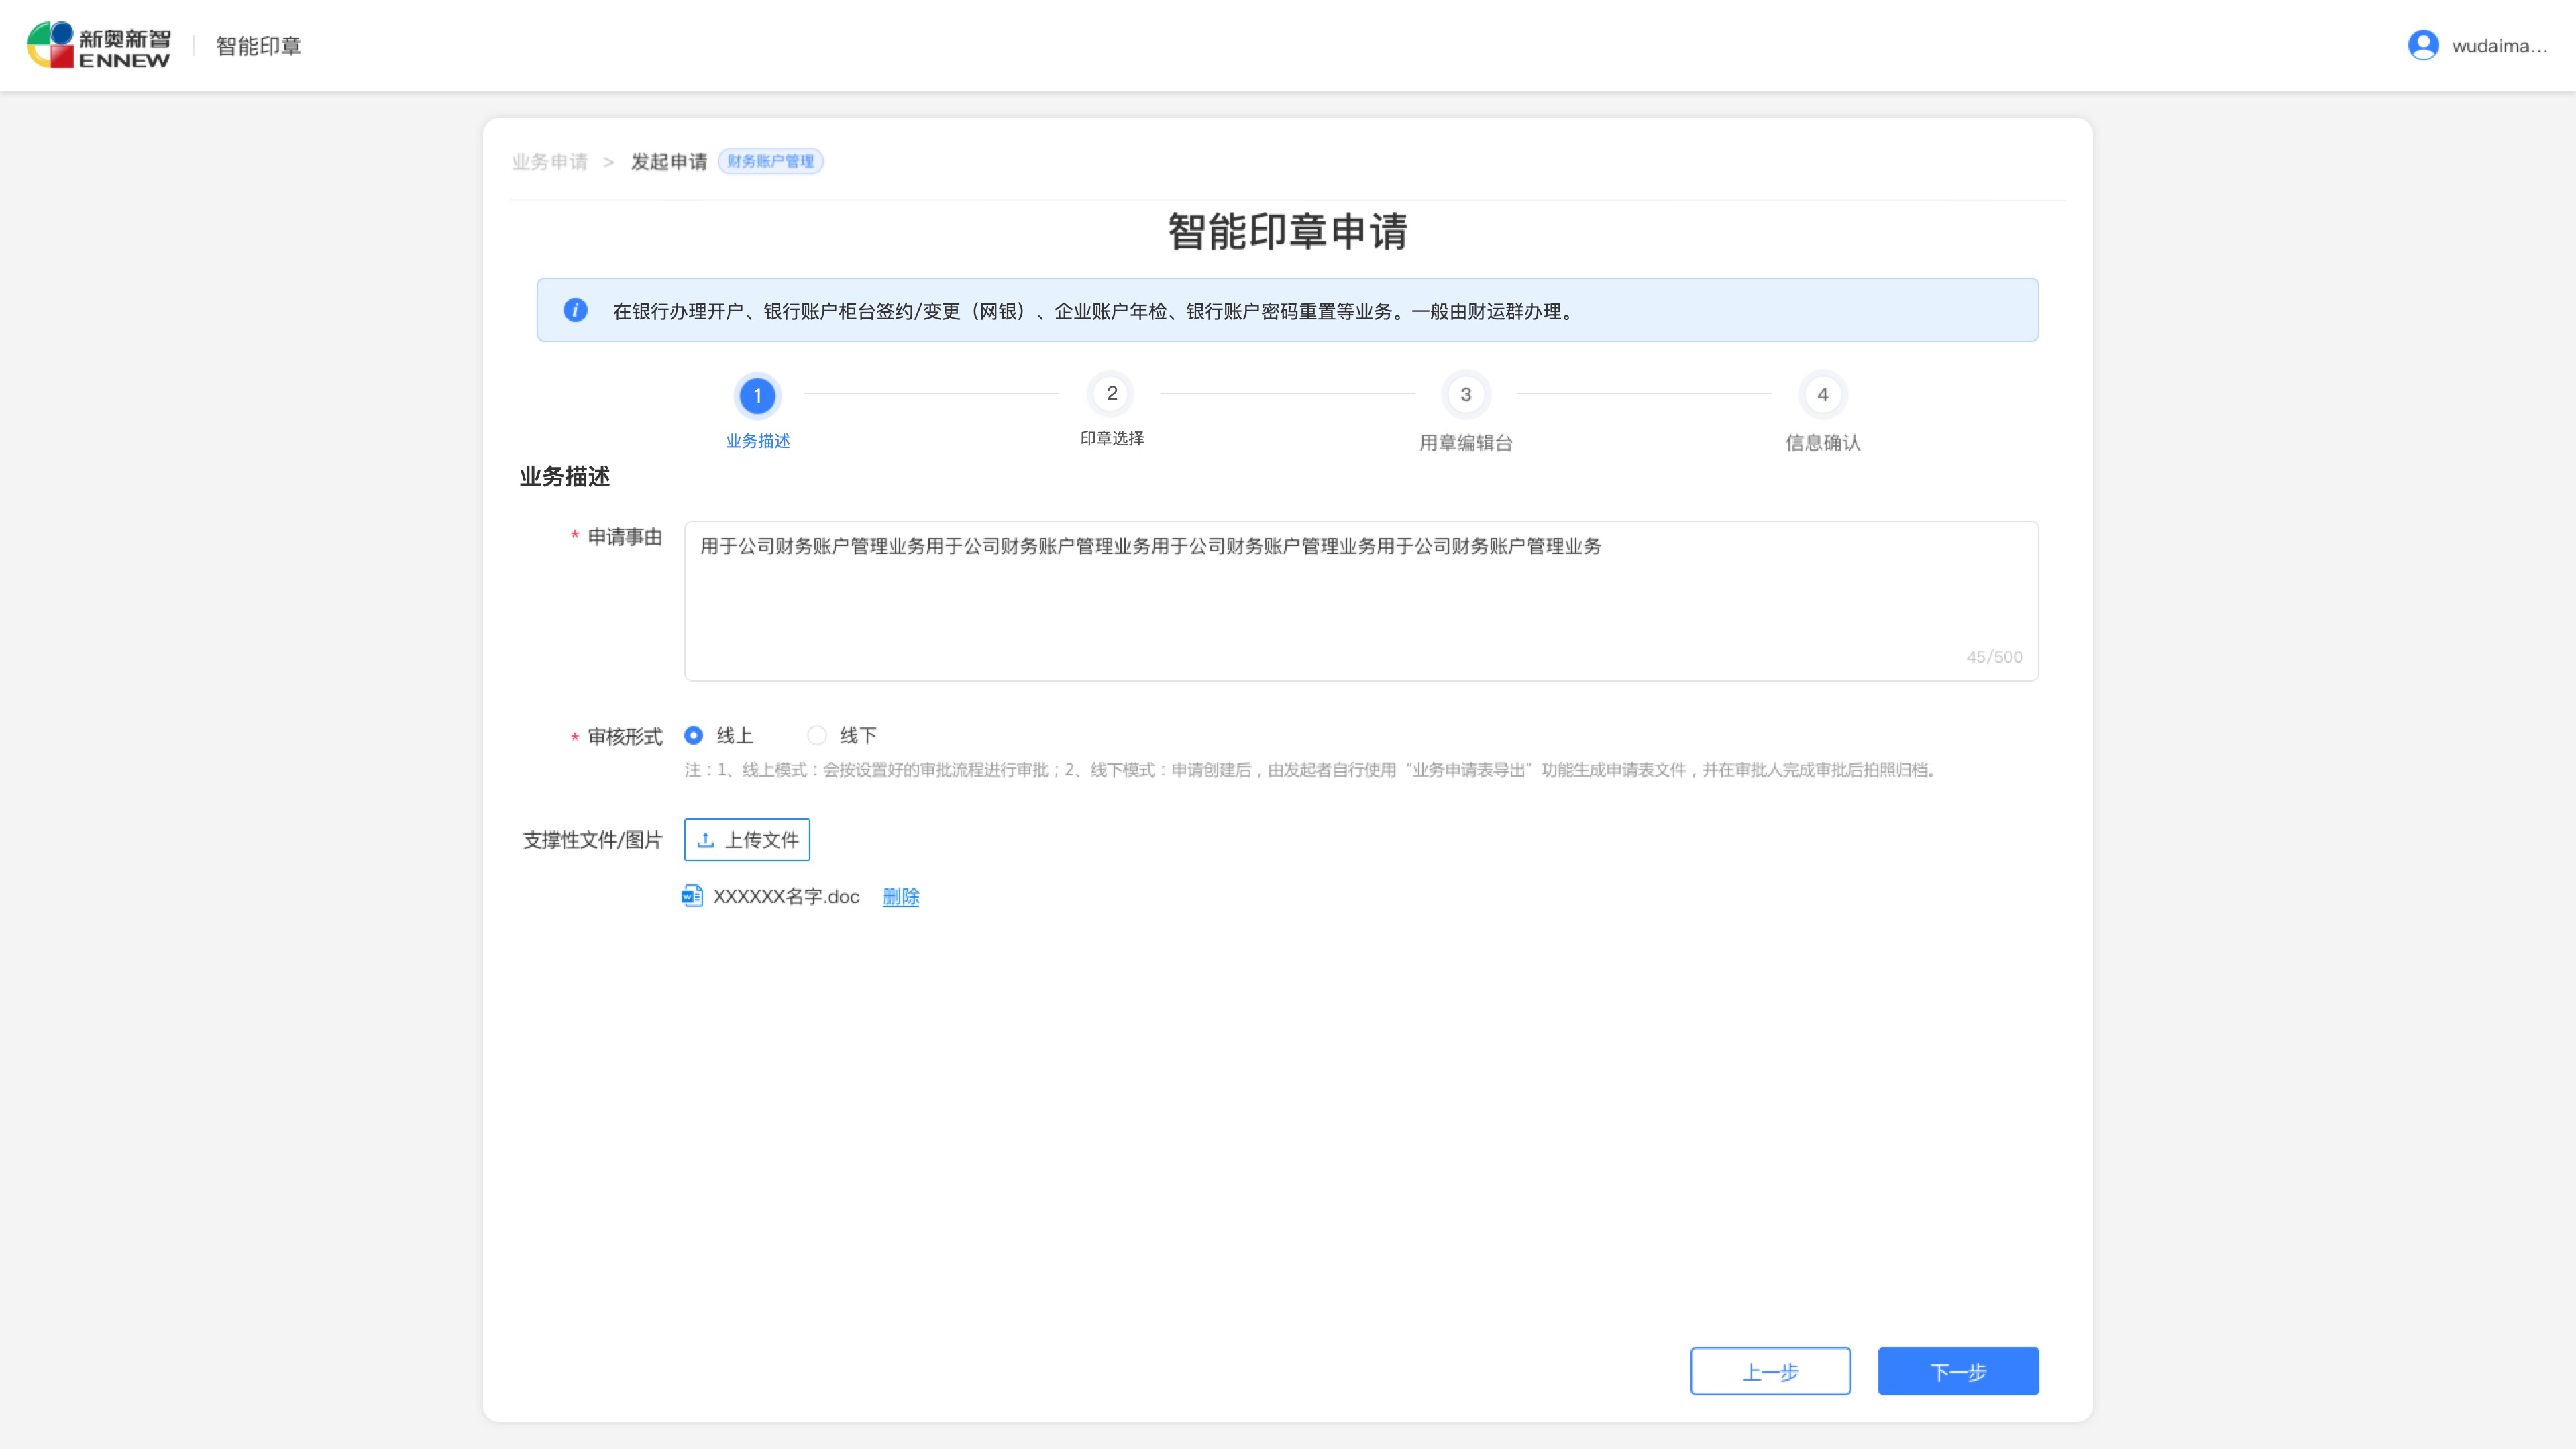 新奥新智
ENNEW
智能印章
wudaima...
业务申请 > 发起申请 财务账户管理
智能印章申请
在银行办理开户、银行账户柜台签约/变更（网银）、企业账户年检、银行账户密码重置等业务。一般由财运群办理。
1 2 3 4
业务描述 印章选择 用章编辑台 信息确认
业务描述
* 申请事由 用于公司财务账户管理业务用于公司财务账户管理业务用于公司财务账户管理业务用于公司财务账户管理业务
45/500
* 审核形式 线上 线下
注：1、线上模式：会按设置好的审批流程进行审批；2、线下模式：申请创建后，由发起者自行使用“业务申请表导出”功能生成申请表文件，并在审批人完成审批后拍照归档。
支撑性文件/图片 上传文件
W XXXXXX名字.doc 删除
上一步 下一步